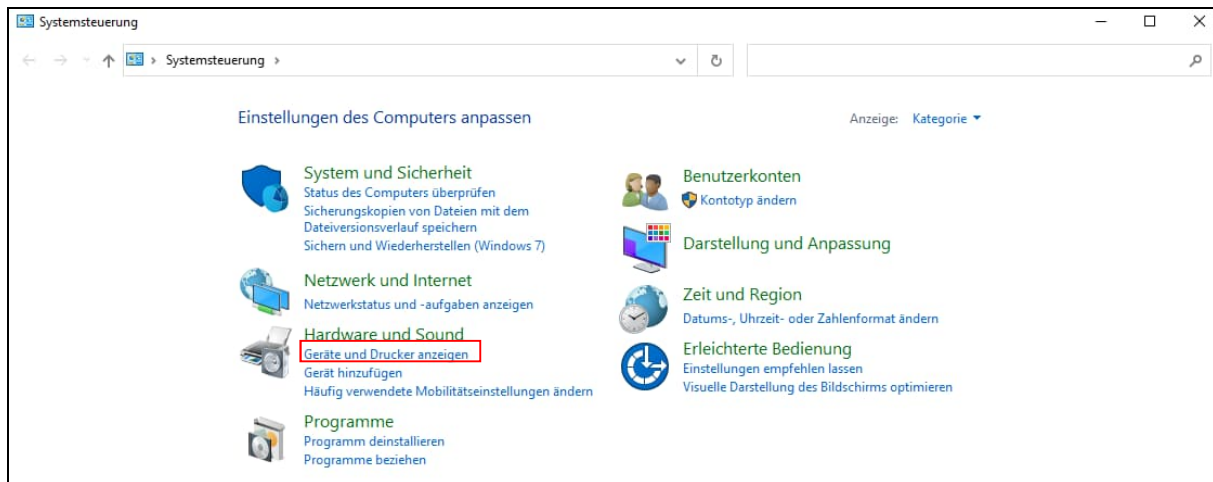 Systemsteuerung
Systemsteuerung
Einstellungen des Computers anpassen
Anzeige: Kategorie
System und Sicherheit
Status des Computers überprüfen
Sicherungskopien von Dateien mit dem
Dateiversionsverlauf speichern
Sichern und Wiederherstellen (Windows 7)
Netzwerk und Internet
Netzwerkstatus und -aufgaben anzeigen
Hardware und Sound
Geräte und Drucker anzeigen
Gerät hinzufügen
Häufig verwendete Mobilitätseinstellungen ändern
Programme
Programm deinstallieren
Programme beziehen
Benutzerkonten
Kontotyp ändern
Darstellung und Anpassung
Zeit und Region
Datums-, Uhrzeit- oder Zahlenformat ändern
Erleichterte Bedienung
Einstellungen empfehlen lassen
Visuelle Darstellung des Bildschirms optimieren